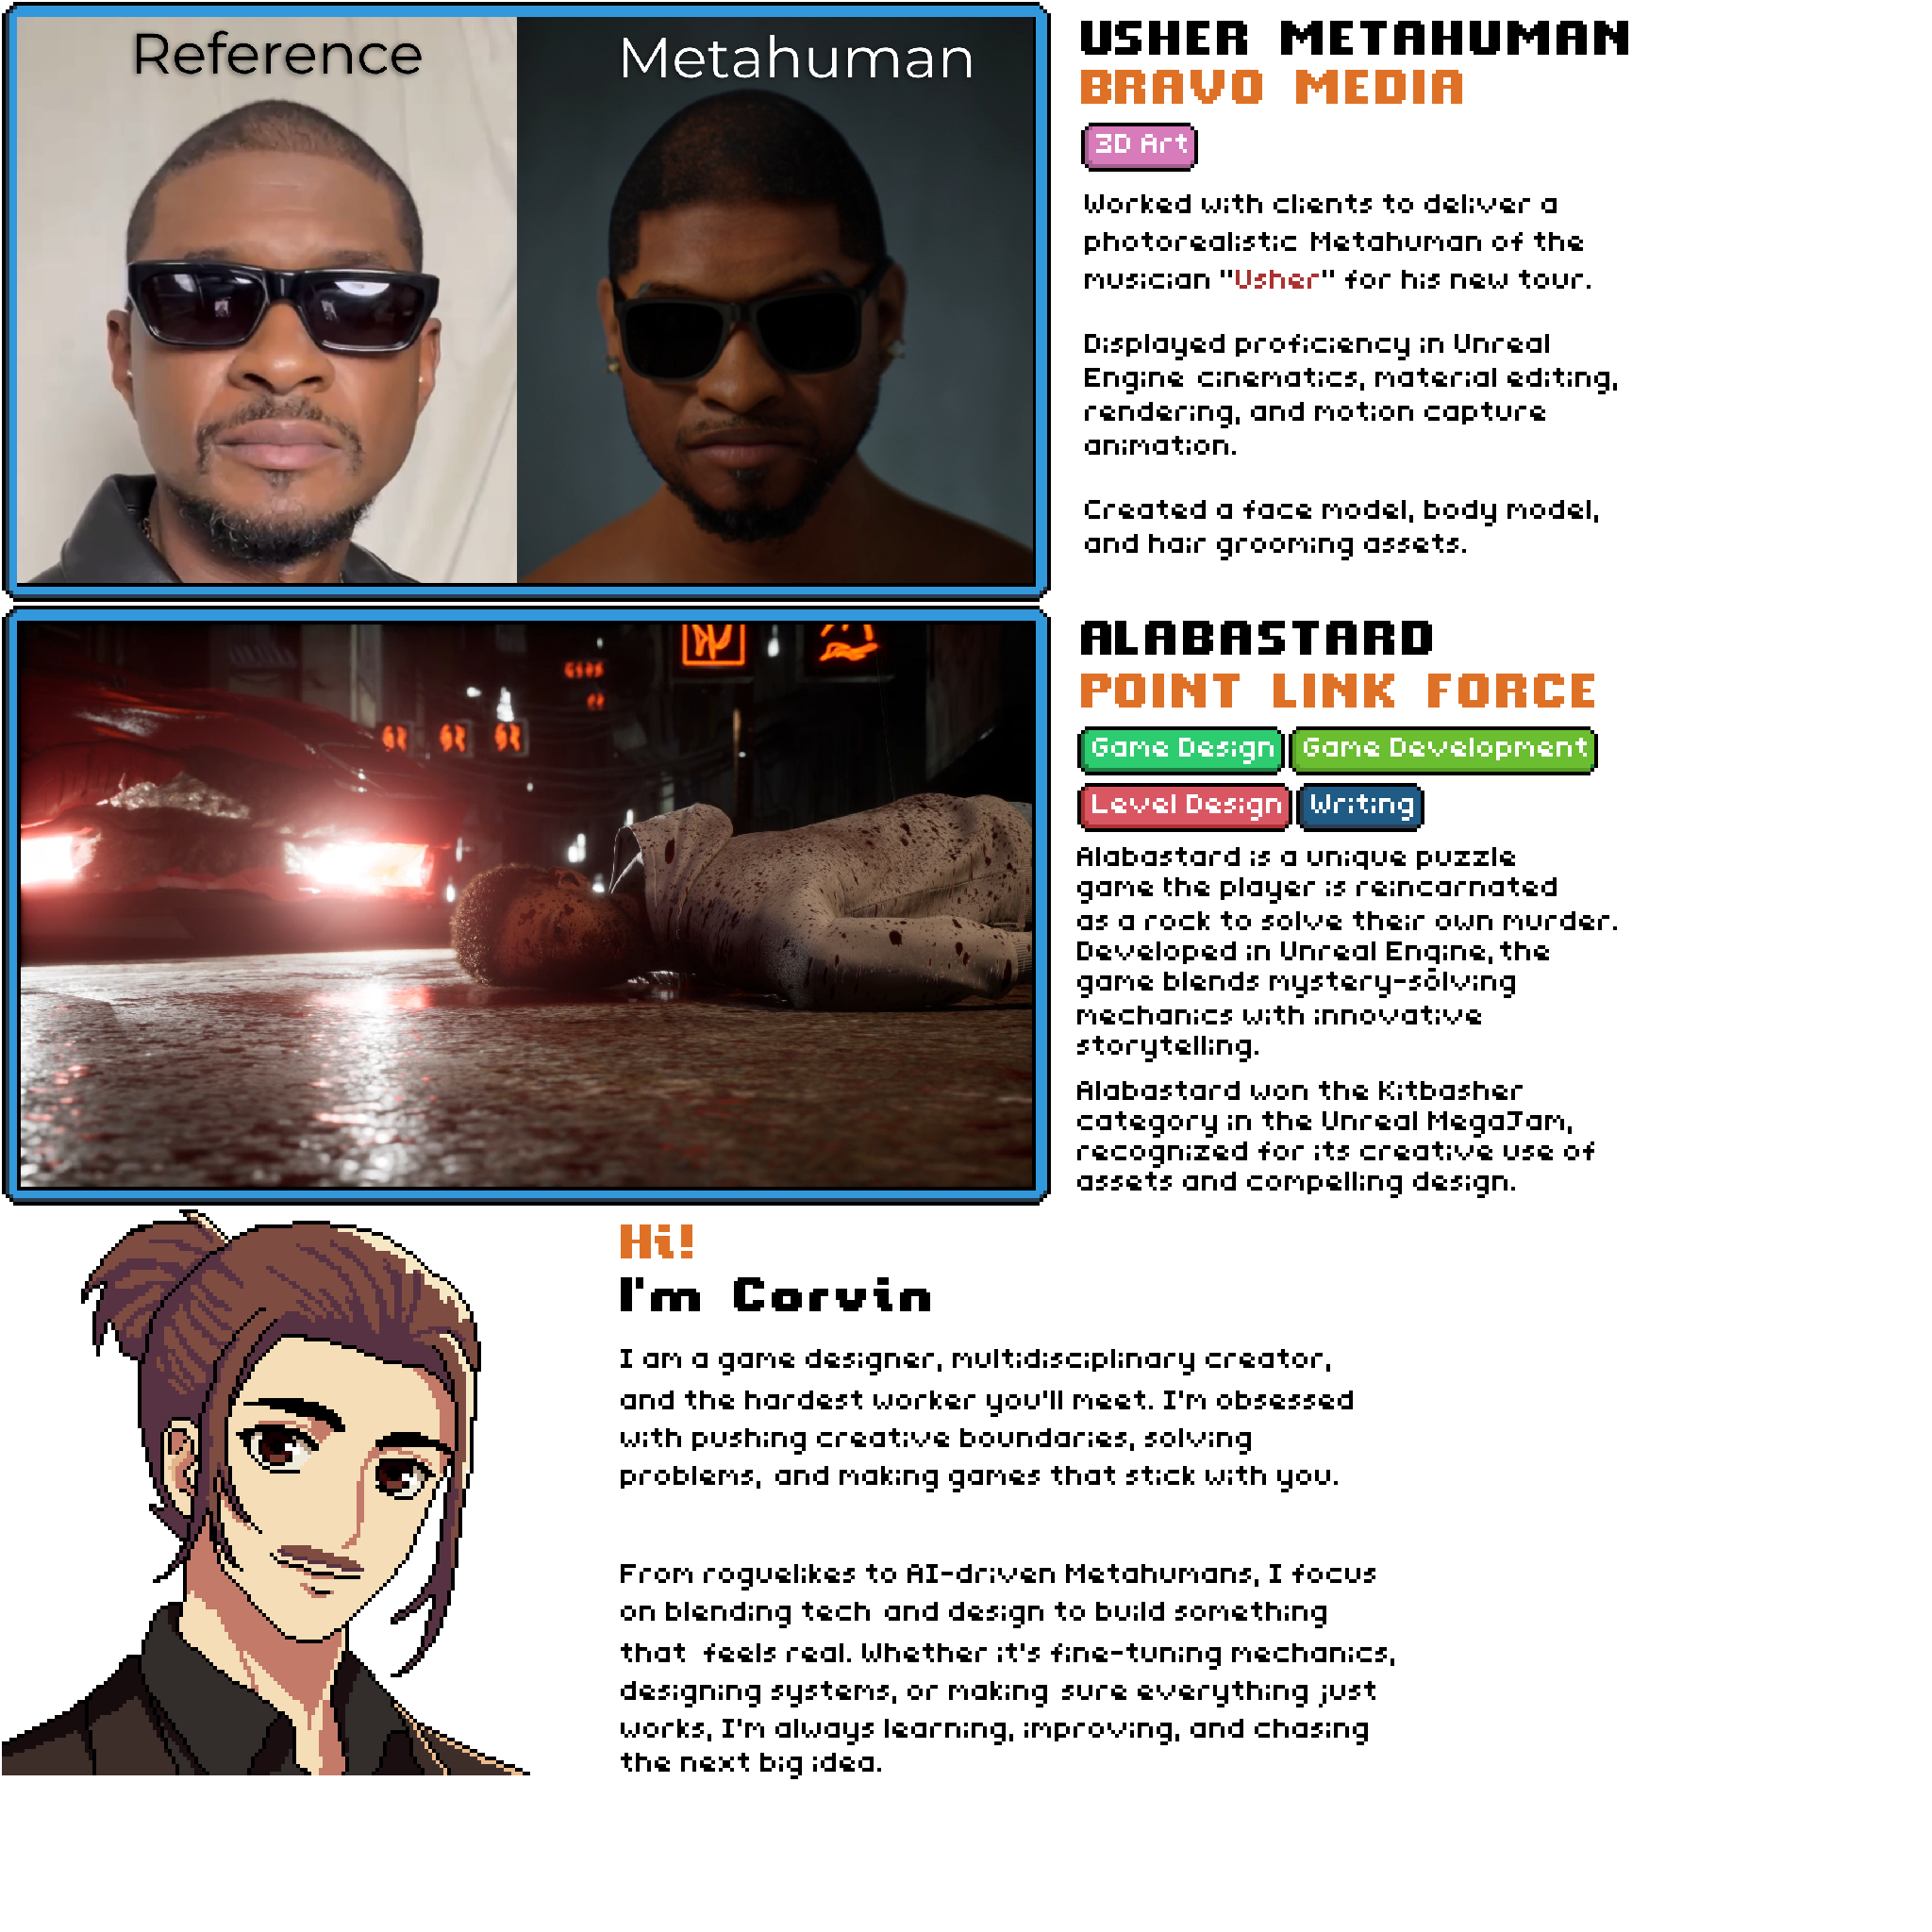 Reference
Metahuman
USHER METAHUMAN
BRAVO MEDIA
3D Art
Worked with clients to deliver a
photorealistic Metahuman of the
musician "Usher" for his new tour.
Displayed proficiency in Unreal
Engine cinematics, material editing,
rendering, and motion capture
animation.
Created a face model, body model,
and hair grooming assets.
ALABASTARD
POINT LINK FORCE
Game Design
Game Development
Level Design
Writing
Alabastard is a unique puzzle
game the player is reincarnated
as a rock to solve their own murder.
Developed in Unreal Engine, the
game blends mystery-solving
mechanics with innovative
storytelling.
Alabastard won the Kitbasher
category in the Unreal MegaJam,
recognized for its creative use of
assets and compelling design.
Hi!
I'm Corvin
I am a game designer, multidisciplinary creator,
and the hardest worker you'll meet. I'm obsessed
with pushing creative boundaries, solving
problems, and making games that stick with you.
From roguelikes to AI-driven Metahumans, I focus
on blending tech and design to build something
that feels real. Whether it's fine-tuning mechanics,
designing systems, or making sure everything just
works, I'm always learning, improving, and chasing
the next big idea.